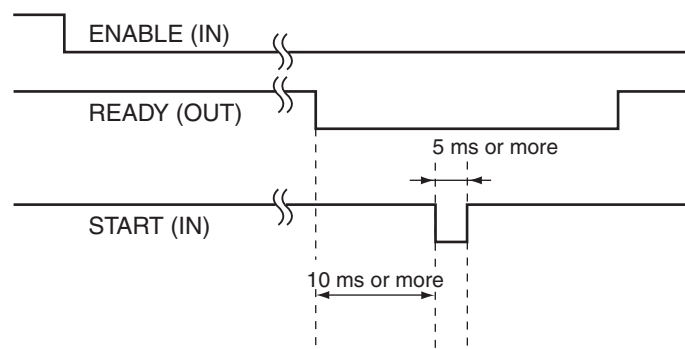 ENABLE (IN)
READY (OUT)
5 ms or more
START (IN)
10 ms or more